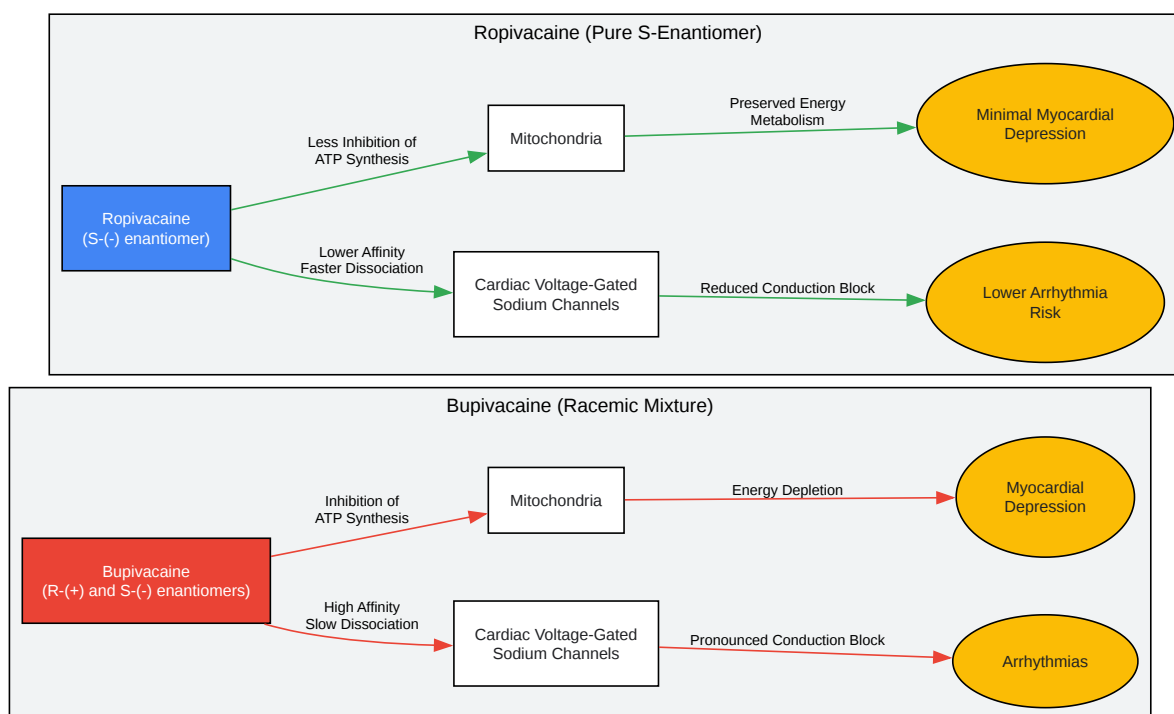 Ropivacaine (Pure S-Enantiomer)
Less Inhibition of
ATP Synthesis
Mitochondria
Preserved Energy
Metabolism
Minimal Myocardial
Depression
Ropivacaine
(S-(-) enantiomer)
Lower Affinity
Faster Dissociation
Cardiac Voltage-Gated
Sodium Channels
Reduced Conduction Block
Lower Arrhythmia
Risk
Bupivacaine (Racemic Mixture)
Inhibition of
ATP Synthesis
Mitochondria
Energy Depletion
Myocardial
Depression
Bupivacaine
(R-(+) and S-(-) enantiomers)
High Affinity
Slow Dissociation
Cardiac Voltage-Gated
Sodium Channels
Pronounced Conduction Block
Arrhythmias